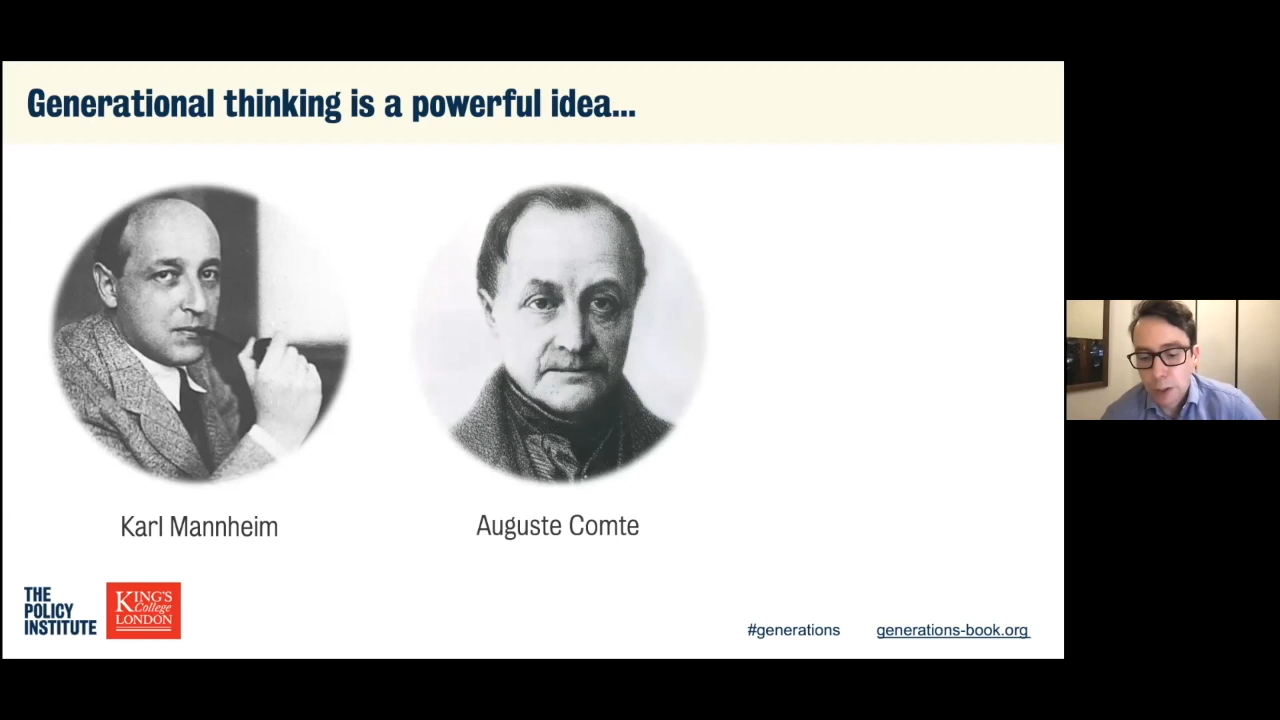 Generational thinking is a powerful idea...
Karl Mannheim
Auguste Comte
THE
POLICY
INSTITUTE
KING'S
College
LONDON
#generations
generations-book.org